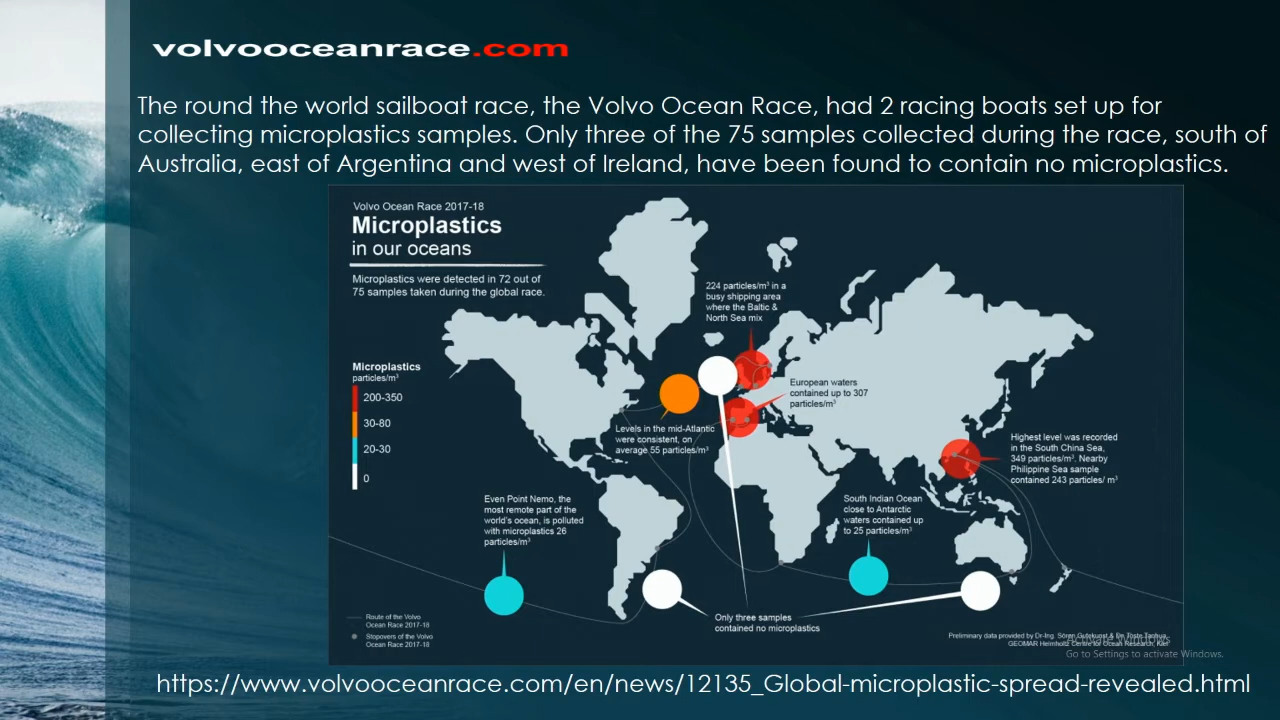 volvooceanrace.com
The round the world sailboat race, the Volvo Ocean Race, had 2 racing boats set up for
collecting microplastics samples. Only three of the 75 samples collected during the race, south of
Australia, east of Argentina and west of Ireland, have been found to contain no microplastics.
Volvo Ocean Race 2017-18
Microplastics
in our oceans
Microplastics were detected in 72 out of
75 samples taken during the global race.
224 particles/m³ in a
busy shipping area
where the Baltic &
North Sea mix
Microplastics
particles/m³
200-350
30-80
20-30
0
European waters
contained up to 307
particles/m³
Levels in the mid-Atlantic
were consistent, on
average 55 particles/m³
Highest level was recorded
in the South China Sea,
349 particles/m³. Nearby
Philippine Sea sample
contained 243 particles/ m³
Even Point Nemo, the
most remote part of the
world's ocean, is polluted
with microplastics 26
particles/m³
South Indian Ocean
close to Antarctic
waters contained up
to 25 particles/m³
Only three samples
contained no microplastics
Route of the Volvo
Ocean Race 2017-18
Stopovers of the Volvo
Ocean Race 2017-18
Preliminary data provided by Dr-Ing. Sören Gutekunst & Dr. Toste Tanhua,
GEOMAR Helmholtz Centre for Ocean Research, Kiel
Activate Windows
Go to Settings to activate Windows.
https://www.volvooceanrace.com/en/news/12135_Global-microplastic-spread-revealed.html